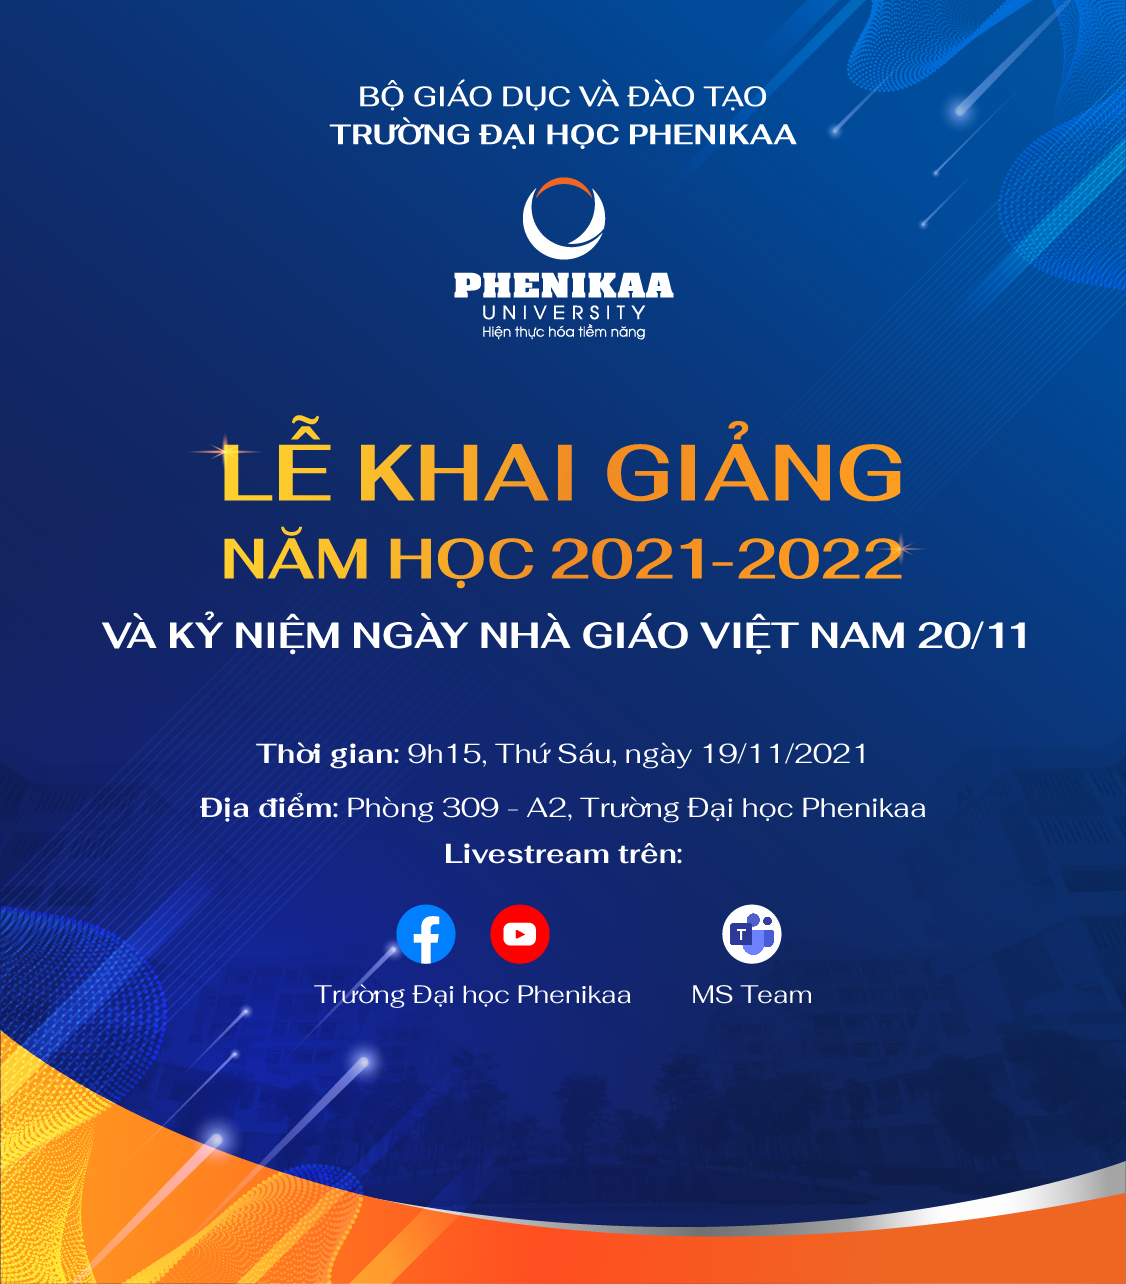 BỘ GIÁO DỤC VÀ ĐÀO TẠO
TRƯỜNG ĐẠI HỌC PHENIKAA
PHENIKAA
UNIVERSITY
Hiện thực hóa tiềm năng
LỄ KHAI GIẢNG
NĂM HỌC 2021-2022
VÀ KỶ NIỆM NGÀY NHÀ GIÁO VIỆT NAM 20/11
Thời gian: 9h15, Thứ Sáu, ngày 19/11/2021
Địa điểm: Phòng 309 - A2, Trường Đại học Phenikaa
Livestream trên:
T
Trường Đại học Phenikaa MS Team